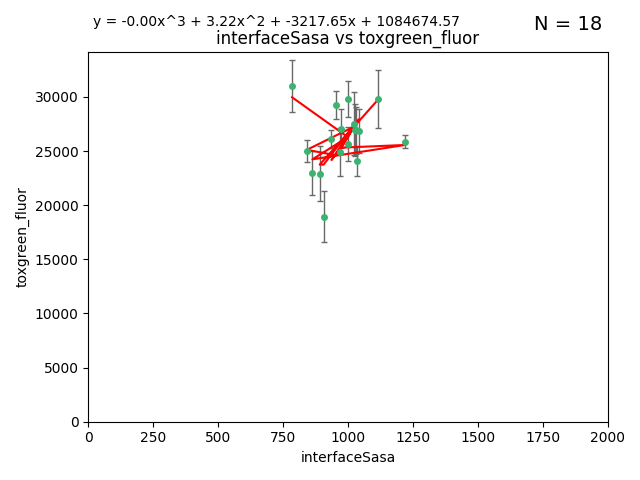 y = -0.00x^3 + 3.22x^2 + -3217.65x + 1084674.57
N = 18
interfaceSasa vs toxgreen_fluor
30000
25000
20000
15000
10000
5000
0
toxgreen_fluor
0 250 500 750 1000 1250 1500 1750 2000
interfaceSasa